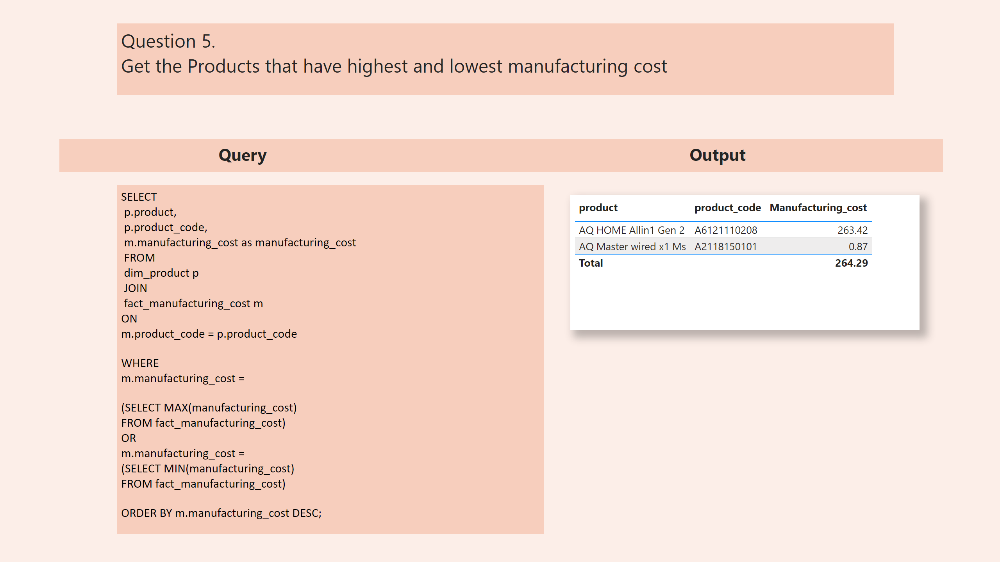 Question 5.
Get the Products that have highest and lowest manufacturing cost
Query
Output
SELECT
p.product,
p.product_code,
m.manufacturing_cost as manufacturing_cost
FROM
dim_product p
JOIN
fact_manufacturing_cost m
ON
m.product_code = p.product_code
WHERE
m.manufacturing_cost =
(SELECT MAX(manufacturing_cost)
FROM fact_manufacturing_cost)
OR
m.manufacturing_cost =
(SELECT MIN(manufacturing_cost)
FROM fact_manufacturing_cost)
ORDER BY m.manufacturing_cost DESC;
product product_code Manufacturing_cost
AQ HOME Allin1 Gen 2 A6121110208 263.42
AQ Master wired x1 Ms A2118150101 0.87
Total 264.29